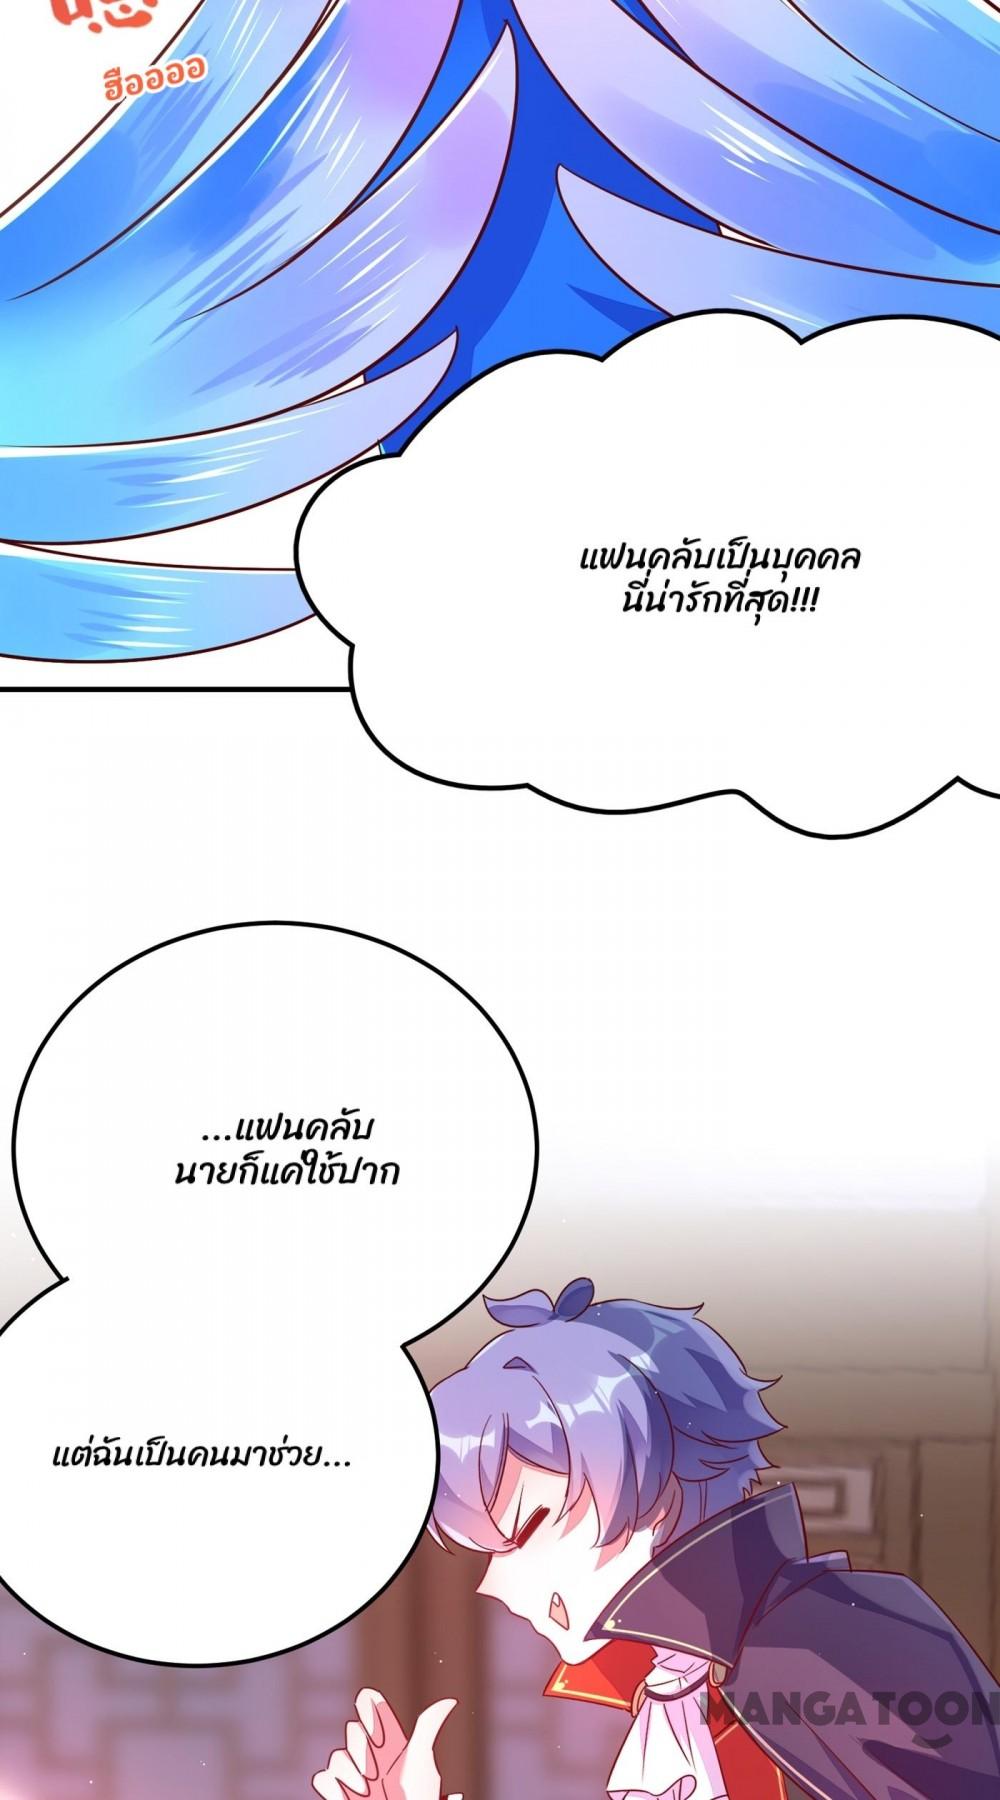 ฮืออออ
แฟนคลับเป็นบุคคล
นี่น่ารักที่สุด!!!
...แฟนคลับ
นายก็แค่ใช้ปาก
แต่ฉันเป็นคนมาช่วย...
MANGATOON